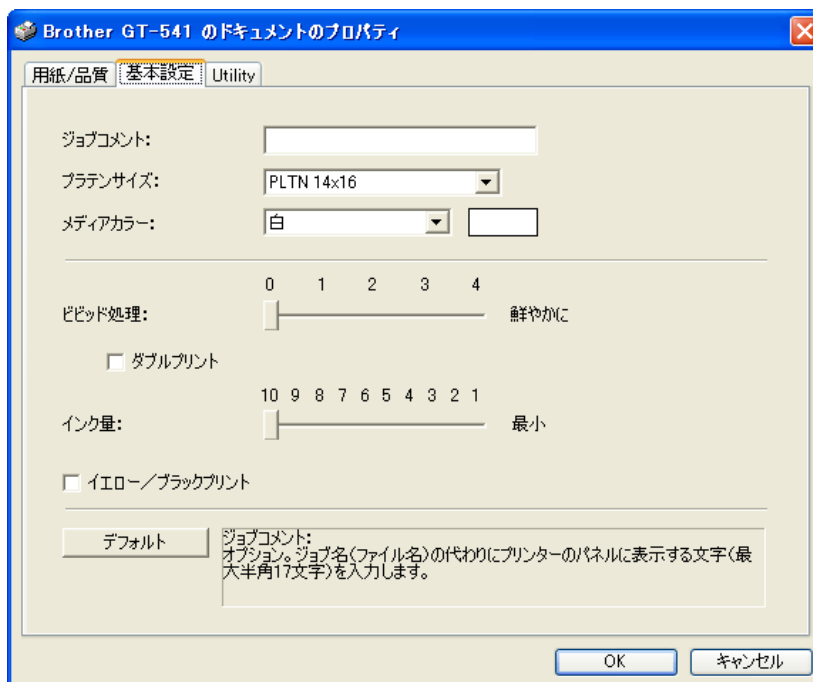 Brother GT-541 のドキュメントのプロパティ
用紙/品質 基本設定 Utility
ジョブコメント:
プラテンサイズ: PLTN 14x16
メディアカラー: 白
0 1 2 3 4
ビビッド処理: 鮮やかに
ダブルプリント
10 9 8 7 6 5 4 3 2 1
インク量: 最小
イエロー/ブラックプリント
デフォルト
ジョブコメント:
オプション。ジョブ名(ファイル名)の代わりにプリンターのパネルに表示する文字(最
大半角17文字)を入力します。
OK キャンセル